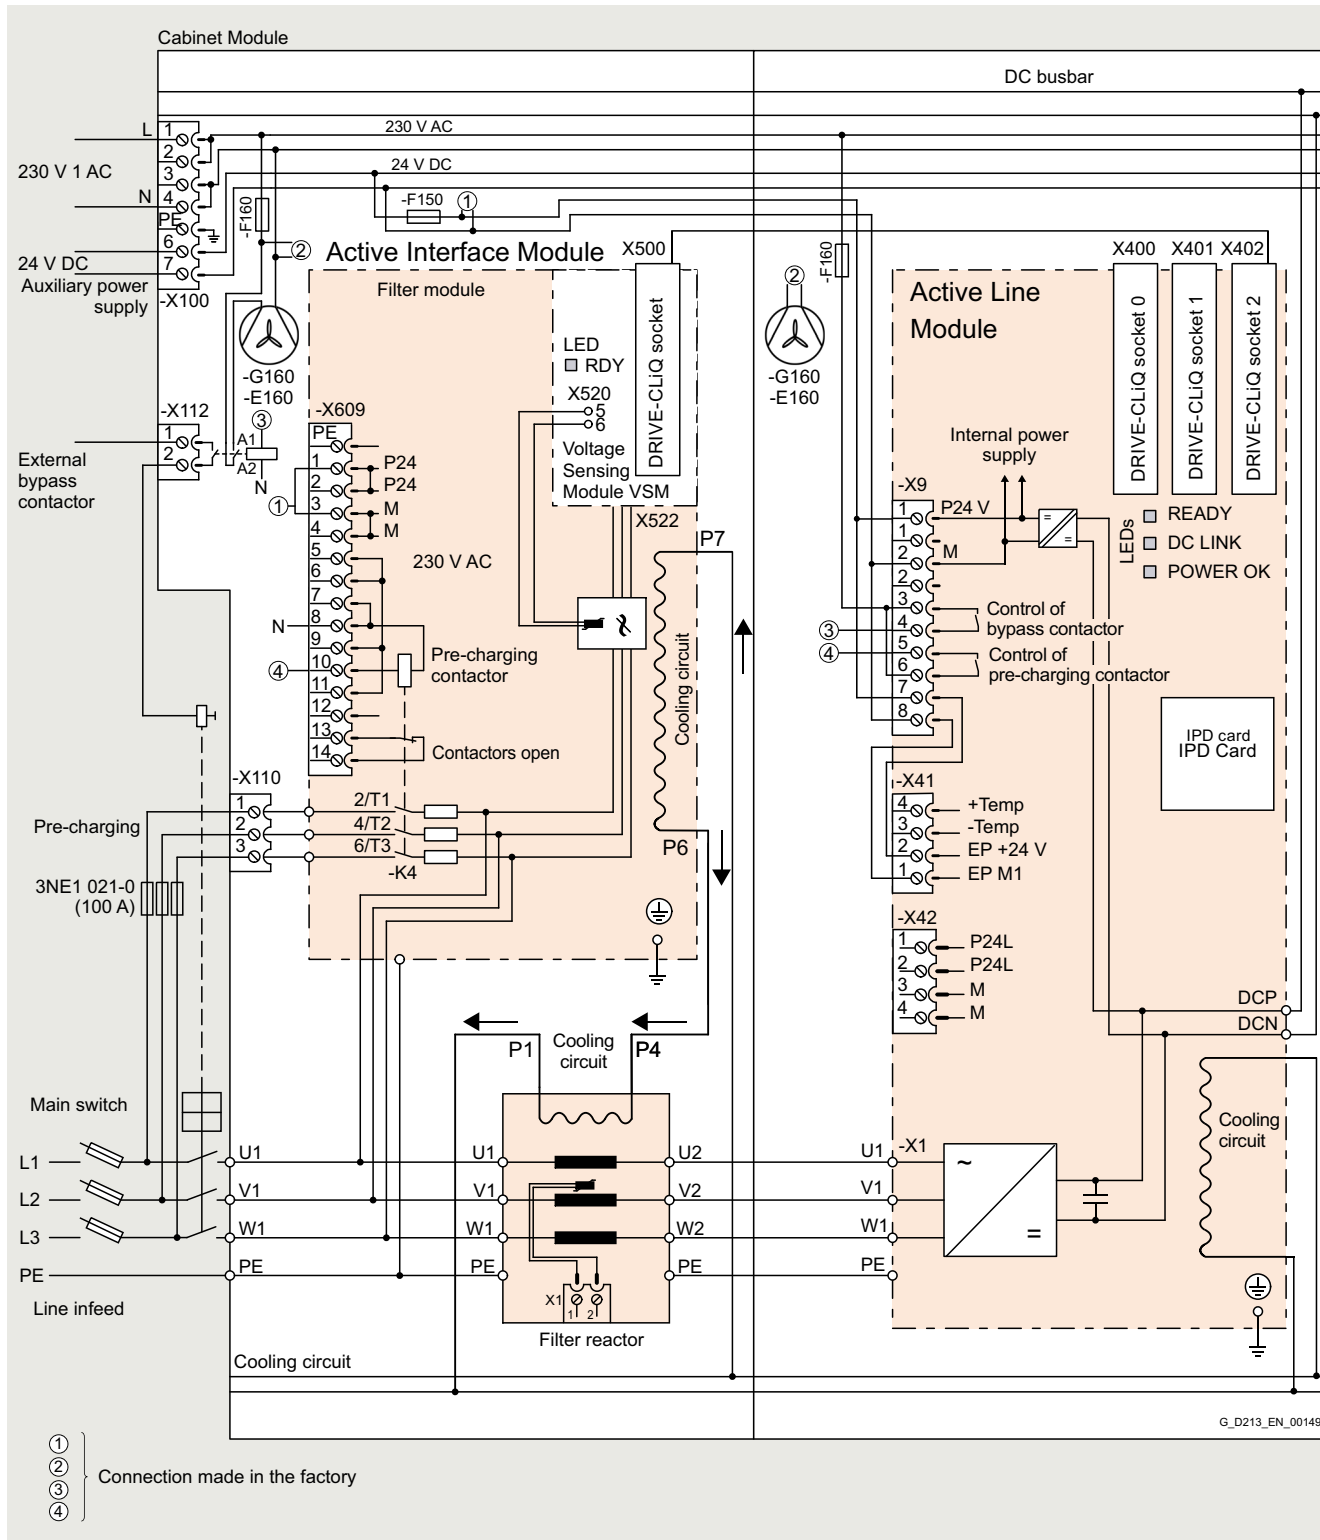 Cabinet Module
DC busbar
L
1
230 V AC
2
230 V 1 AC
3
24 V DC
N
4
PE
6
24 V DC
7
Auxiliary power
supply
-X100
-F160
-F150
①
②
Active Interface Module
X500
Filter module
LED
RDY
X520
5
6
DRIVE-CLiQ socket
Voltage
Sensing
Module VSM
X522
-G160
-E160
-F160
②
-G160
-E160
X400
X401
X402
Active Line
Module
DRIVE-CLiQ socket 0
DRIVE-CLiQ socket 1
DRIVE-CLiQ socket 2
Internal power
supply
LEDs
READY
DC LINK
POWER OK
-X112
1
2
External
bypass
contactor
③
A1
A2
N
-X609
PE
1
P24
2
P24
①
3
M
4
M
5
230 V AC
6
7
N
8
9
④
10
11
12
13
14
Pre-charging
contactor
Contactors open
P7
Cooling circuit
P6
-X9
1
P24 V
1
2
M
2
3
③
4
④
5
6
7
8
=
=
Control of
bypass contactor
Control of
pre-charging contactor
IPD card
IPD Card
-X110
1
2
3
Pre-charging
2/T1
4/T2
6/T3
-K4
3NE1 021-0
(100 A)
-X41
4
+Temp
3
-Temp
2
EP +24 V
1
EP M1
-X42
1
P24L
2
P24L
3
M
4
M
DCP
DCN
P1
Cooling
circuit
P4
Main switch
L1
U1
U1
U2
U1
-X1
L2
V1
V1
V2
V1
L3
W1
W1
W2
W1
PE
PE
PE
PE
PE
~
=
Cooling
circuit
Line infeed
X1
1
2
Filter reactor
Cooling circuit
G_D213_EN_00149
①
②
③
④
Connection made in the factory